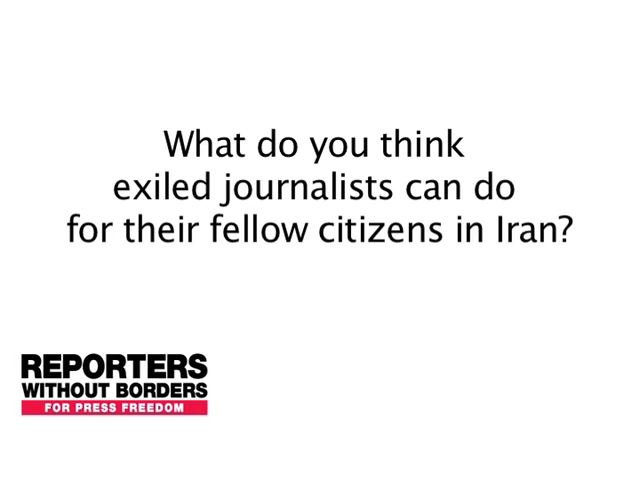 What do you think
exiled journalists can do
for their fellow citizens in Iran?
REPORTERS
WITHOUT BORDERS
FOR PRESS FREEDOM